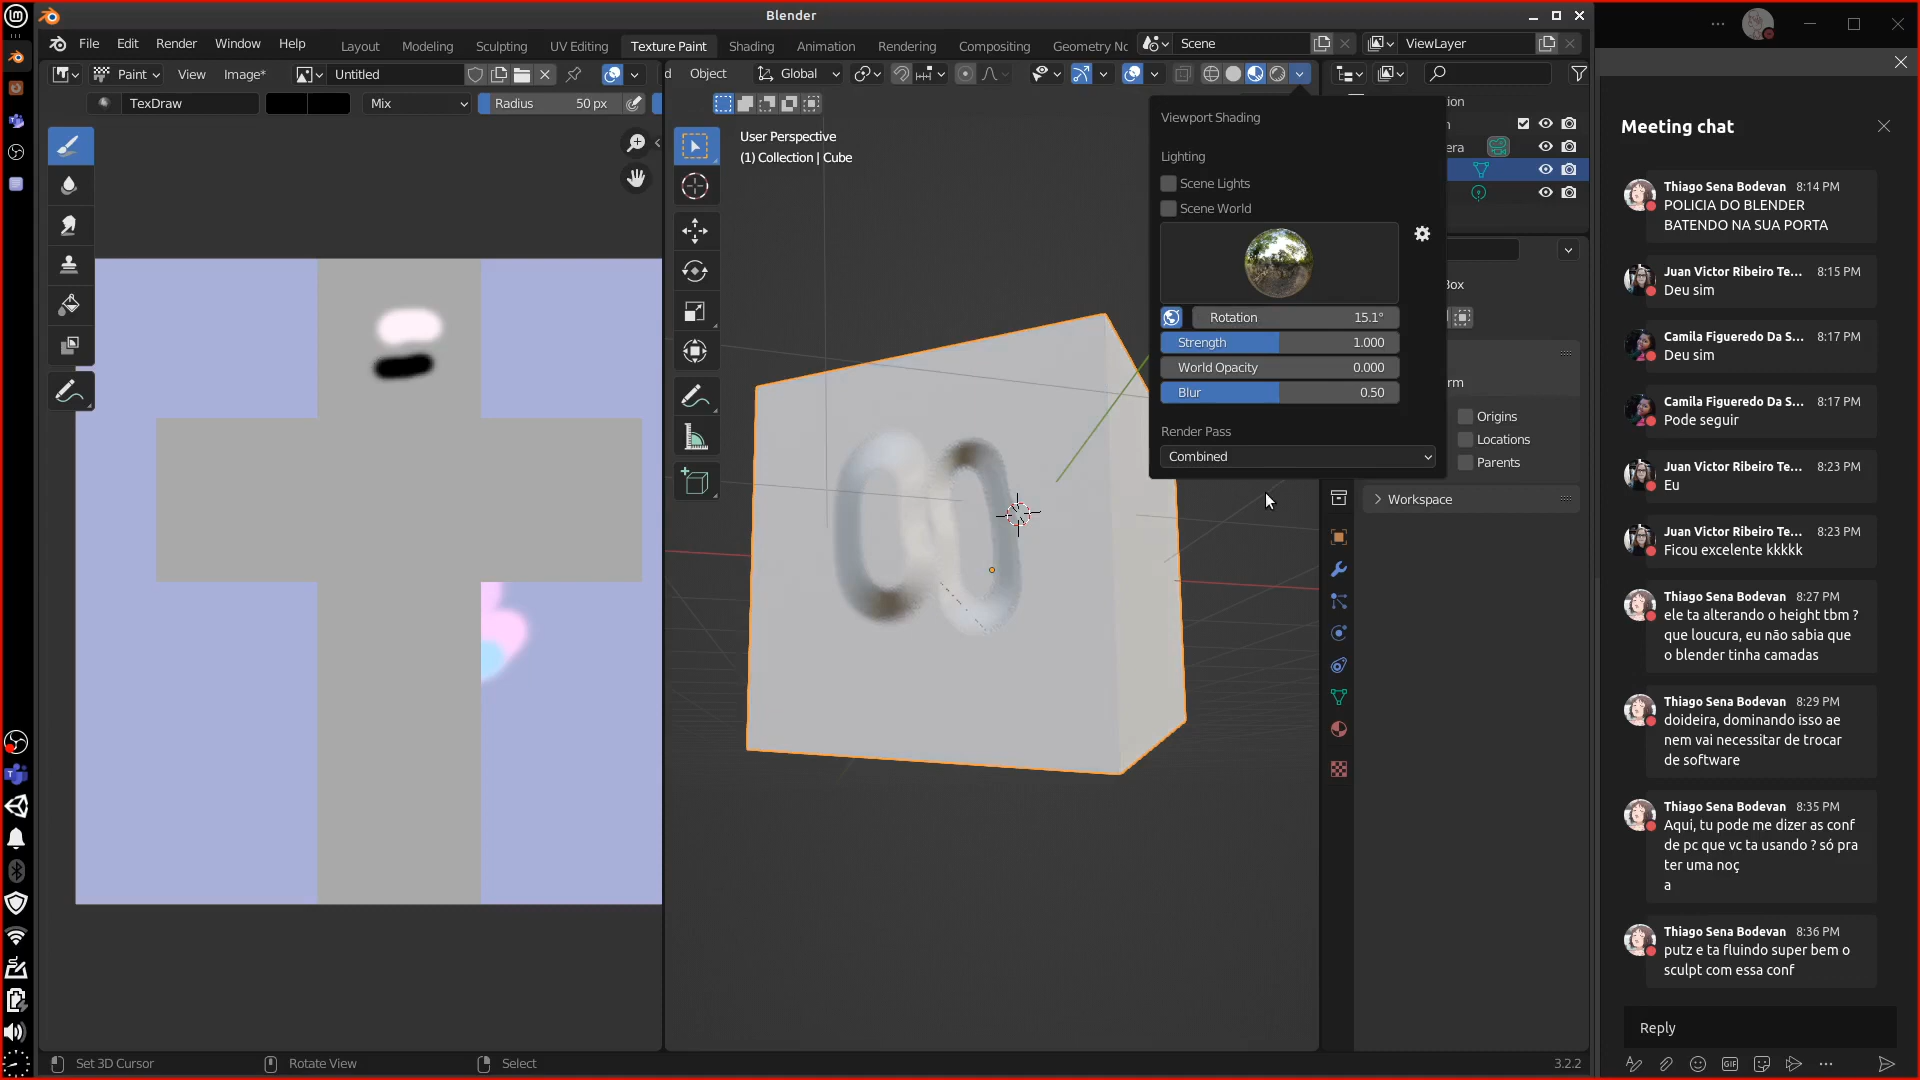 Blender
File Edit Render Window Help
Layout Modeling Sculpting UV Editing Texture Paint Shading Animation Rendering Compositing Geometry No
Scene
ViewLayer
Paint View Image* Untitled
d Object Global
TexDraw Mix Radius 50 px
User Perspective
(1) Collection | Cube
Viewport Shading
Lighting
Scene Lights
Scene World
Rotation 15.1°
Strength 1.000
World Opacity 0.000
Blur 0.50
Render Pass
Combined
tion
n
era
ox
rm
Origins
Locations
Parents
Workspace
Set 3D Cursor Rotate View Select 3.2.2
Meeting chat
Thiago Sena Bodevan 8:14 PM
POLICIA DO BLENDER
BATENDO NA SUA PORTA
Juan Victor Ribeiro Te... 8:15 PM
Deu sim
Camila Figueredo Da S... 8:17 PM
Deu sim
Camila Figueredo Da S... 8:17 PM
Pode seguir
Juan Victor Ribeiro Te... 8:23 PM
Eu
Juan Victor Ribeiro Te... 8:23 PM
Ficou excelente kkkkk
Thiago Sena Bodevan 8:27 PM
ele ta alterando o height tbm ?
que loucura, eu não sabia que
o blender tinha camadas
Thiago Sena Bodevan 8:29 PM
doideira, dominando isso ae
nem vai necessitar de trocar
de software
Thiago Sena Bodevan 8:35 PM
Aqui, tu pode me dizer as conf
de pc que vc ta usando ? só pra
ter uma noç
a
Thiago Sena Bodevan 8:36 PM
putz e ta fluindo super bem o
sculpt com essa conf
Reply
GIF